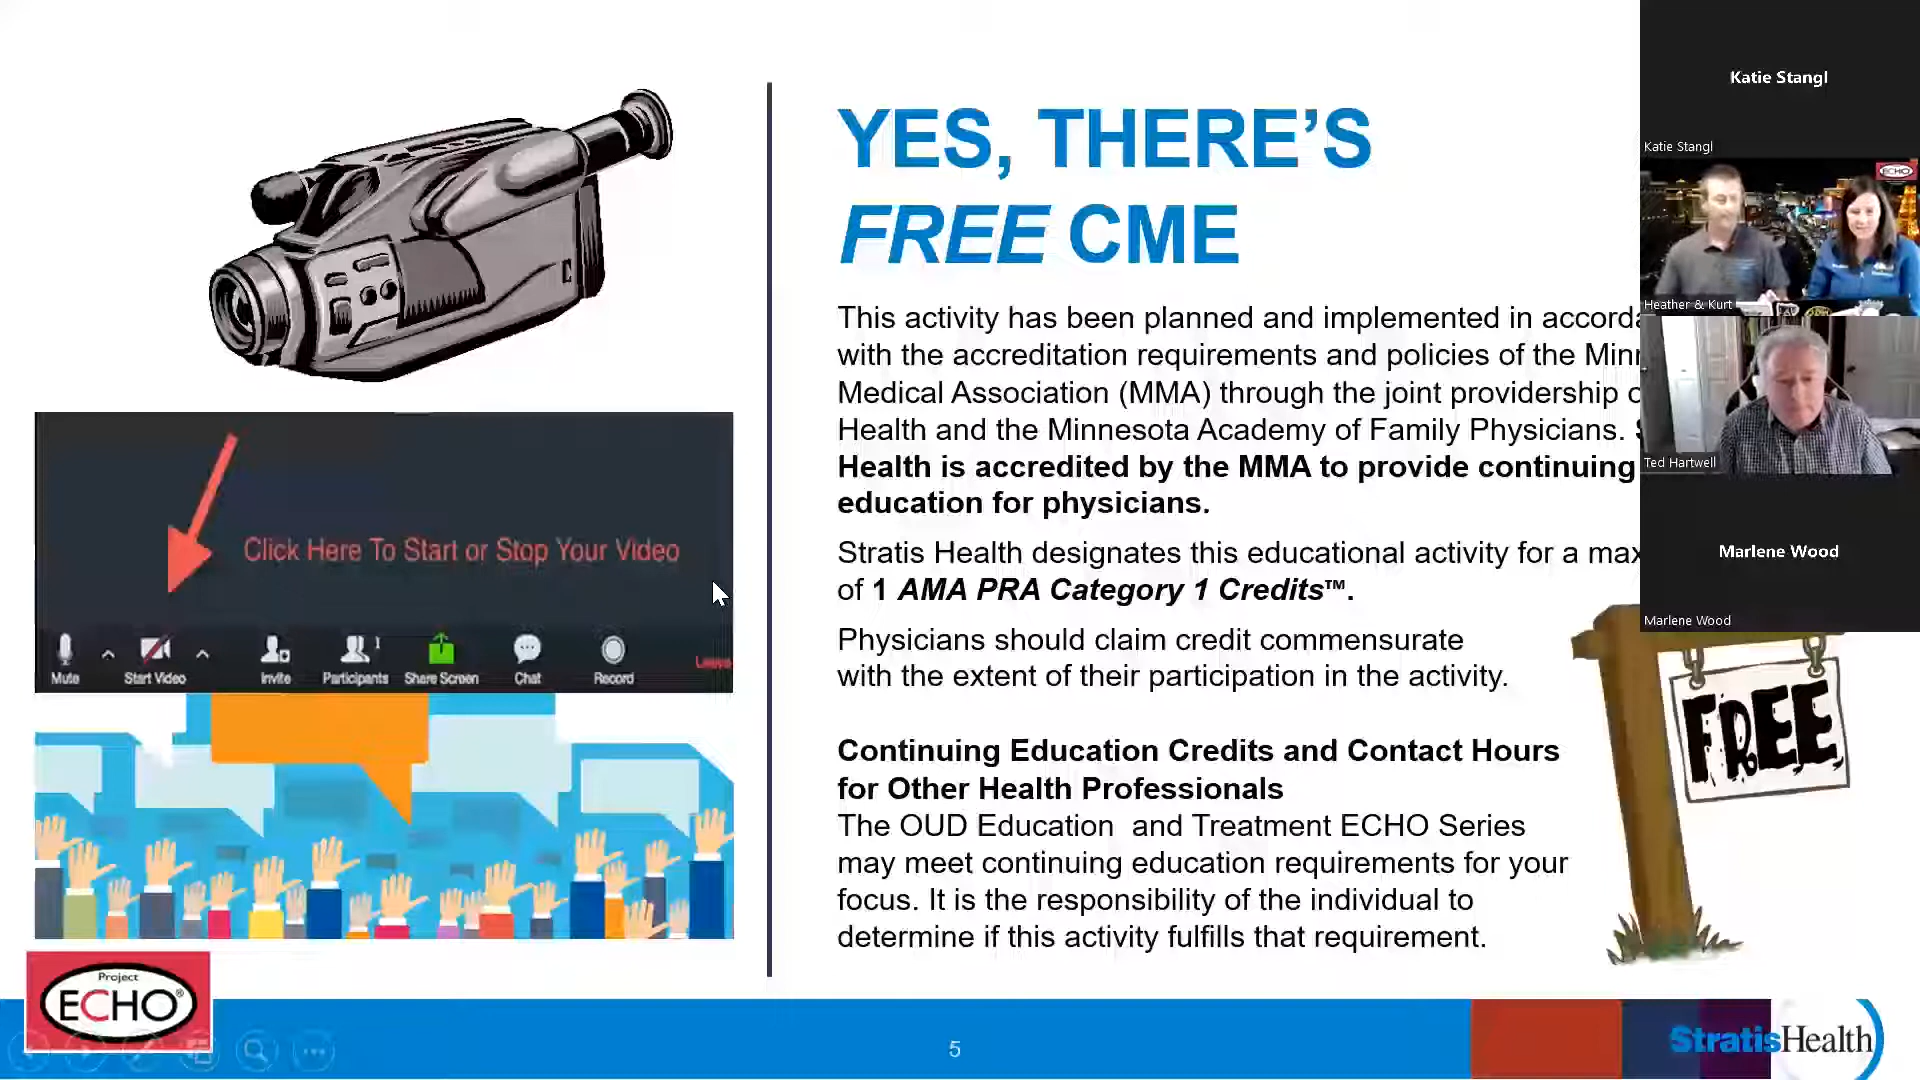 YES, THERE’S
FREE CME
This activity has been planned and implemented in
with the accreditation requirements and policies of the
Medical Association (MMA) through the joint providership
Health and the Minnesota Academy of Family Physicians.
Health is accredited by the MMA to provide continuing
education for physicians.
Stratis Health designates this educational activity for a
of 1 AMA PRA Category 1 Credits™.
Physicians should claim credit commensurate
with the extent of their participation in the activity.
Continuing Education Credits and Contact Hours
for Other Health Professionals
The OUD Education and Treatment ECHO Series
may meet continuing education requirements for your
focus. It is the responsibility of the individual to
determine if this activity fulfills that requirement.
Click Here To Start or Stop Your Video
1
Mute Start Video Invite Participants Share Screen Chat Record Leave
FREE
Katie Stangl
Katie Stangl
ECHO
Heather & Kurt
Ted Hartwell
Marlene Wood
Marlene Wood
Project
ECHO®
5
StratisHealth